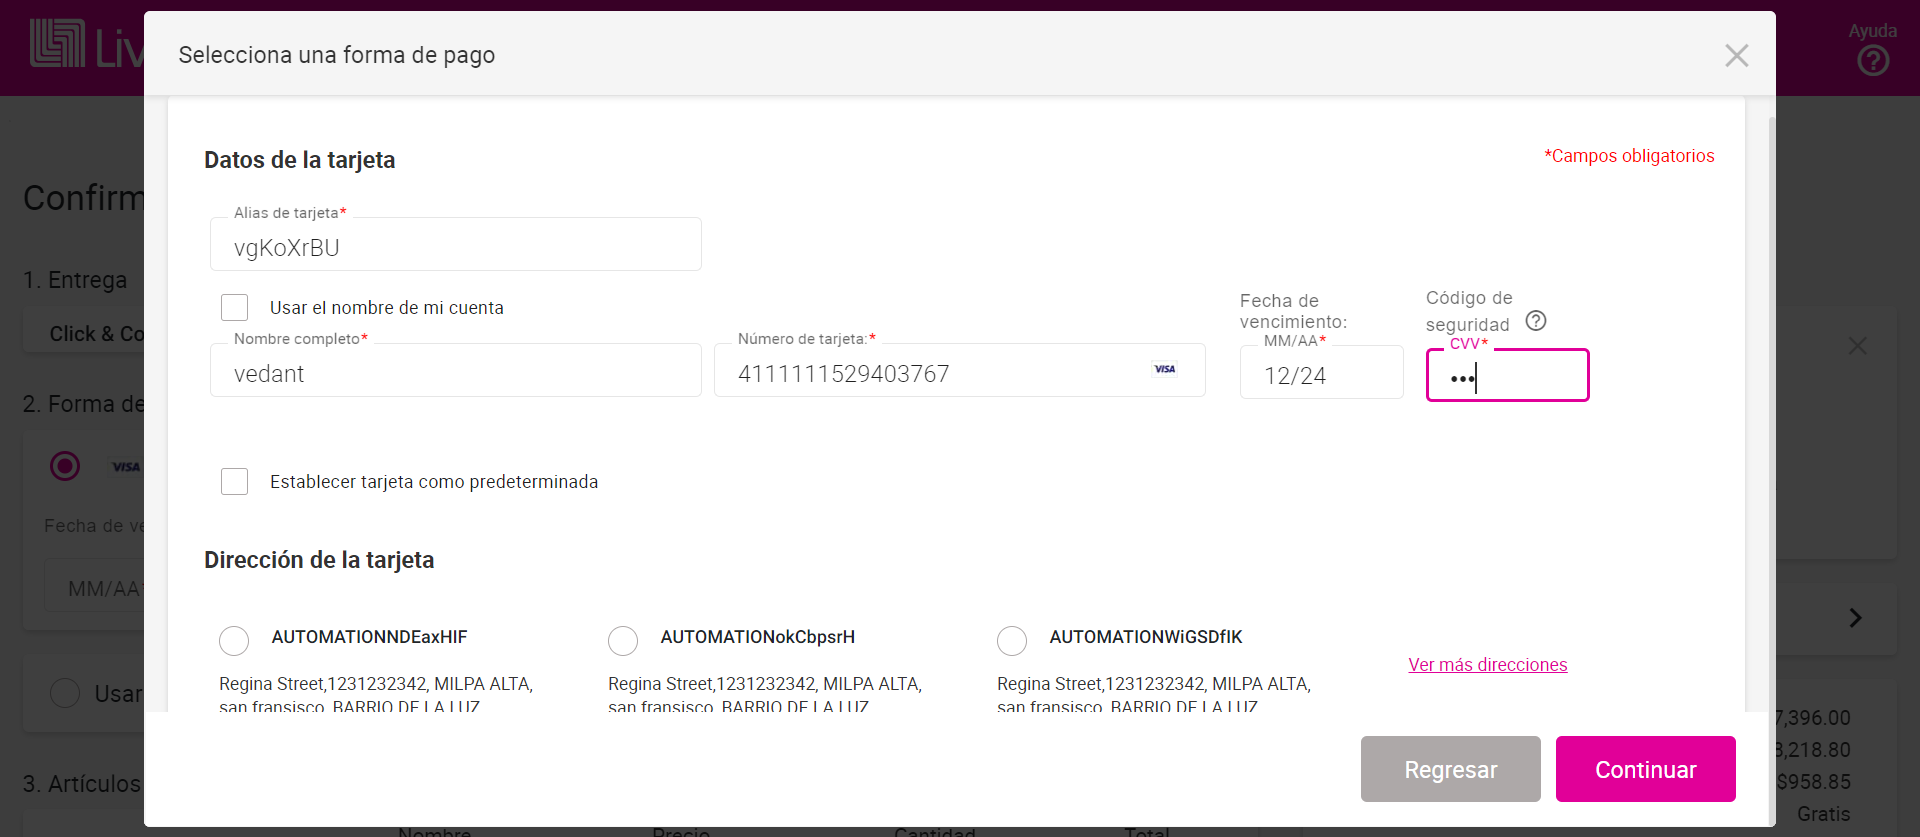 Liv
Ayuda
Selecciona una forma de pago
Datos de la tarjeta
*Campos obligatorios
Confirm
Alias de tarjeta*
vgKoXrBU
1. Entrega
Usar el nombre de mi cuenta
Fecha de
vencimiento:
Código de
seguridad
Click & Co
Nombre completo*
vedant
Número de tarjeta:*
4111111529403767
VISA
MM/AA*
12/24
CVV*
•••
2. Forma de
VISA
Establecer tarjeta como predeterminada
Fecha de ve
Dirección de la tarjeta
MM/AA*
AUTOMATIONNDEaxHIF
Regina Street,1231232342, MILPA ALTA,
san fransisco, BARRIO DE LA LUZ
AUTOMATIONokCbpsrH
Regina Street,1231232342, MILPA ALTA,
san fransisco, BARRIO DE LA LUZ
AUTOMATIONWiGSDfIK
Regina Street,1231232342, MILPA ALTA,
san fransisco, BARRIO DE LA LUZ
Ver más direcciones
Usar
7,396.00
3,218.80
$958.85
Gratis
Regresar
Continuar
3. Artículos
Nombre Precio Cantidad Total